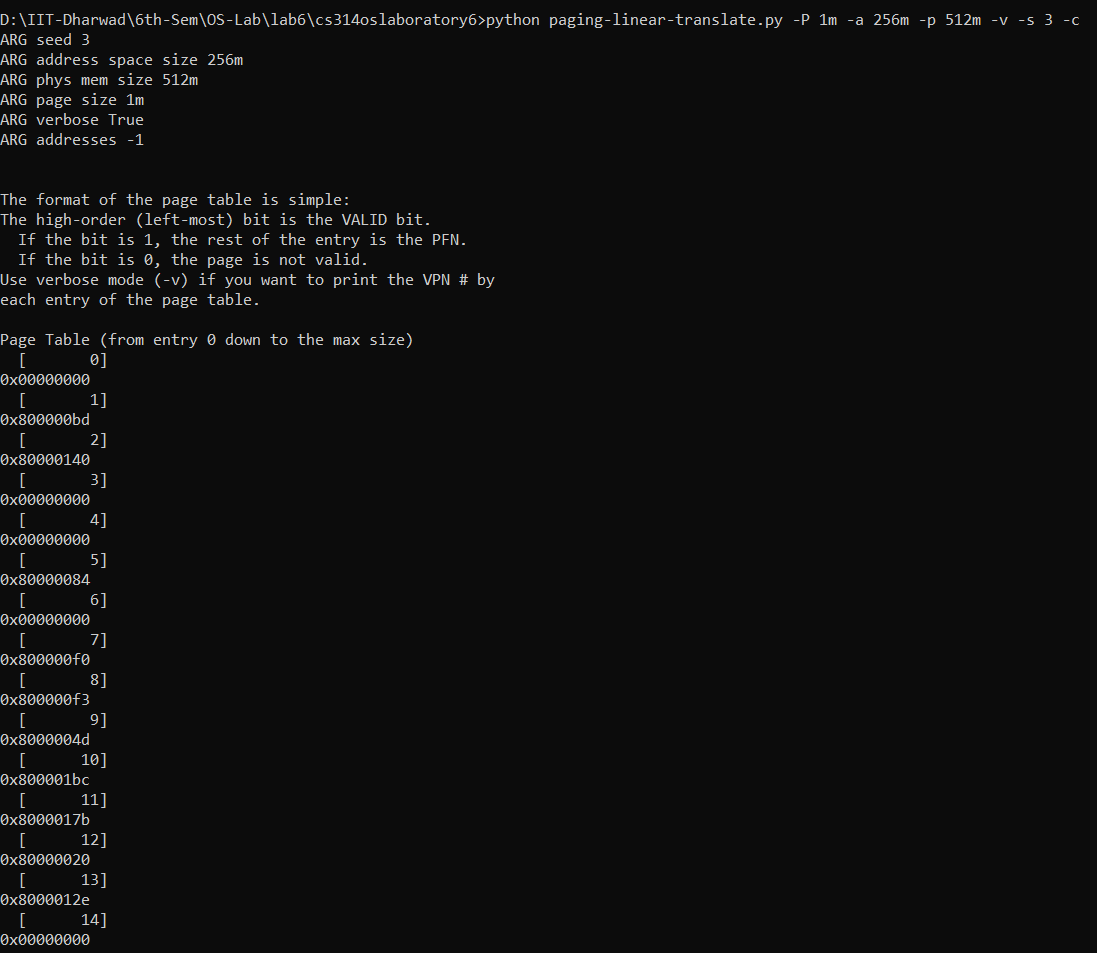 D:\IIT-Dharwad\6th-Sem\OS-Lab\lab6\cs314oslaboratory6>python paging-linear-translate.py -P 1m -a 256m -p 512m -v -s 3 -c
ARG seed 3
ARG address space size 256m
ARG phys mem size 512m
ARG page size 1m
ARG verbose True
ARG addresses -1
The format of the page table is simple:
The high-order (left-most) bit is the VALID bit.
  If the bit is 1, the rest of the entry is the PFN.
  If the bit is 0, the page is not valid.
Use verbose mode (-v) if you want to print the VPN # by
each entry of the page table.
Page Table (from entry 0 down to the max size)
  [       0]
0x00000000
  [       1]
0x800000bd
  [       2]
0x80000140
  [       3]
0x00000000
  [       4]
0x00000000
  [       5]
0x80000084
  [       6]
0x00000000
  [       7]
0x800000f0
  [       8]
0x800000f3
  [       9]
0x8000004d
  [      10]
0x800001bc
  [      11]
0x8000017b
  [      12]
0x80000020
  [      13]
0x8000012e
  [      14]
0x00000000